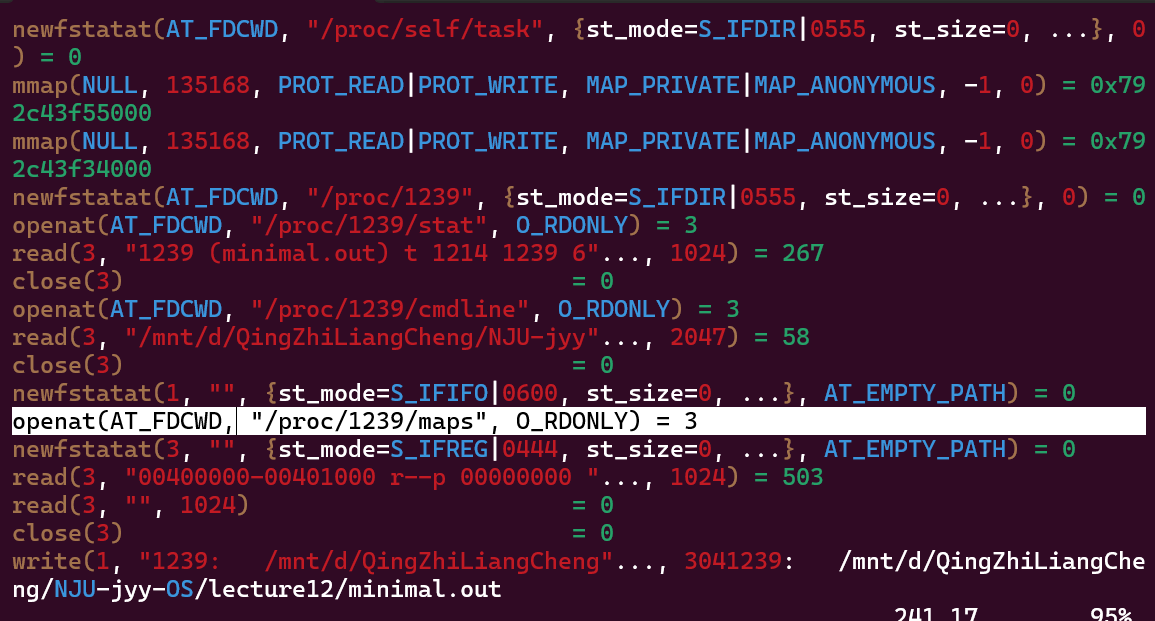 newfstatat(AT_FDCWD, "/proc/self/task", {st_mode=S_IFDIR|0555, st_size=0, ...}, 0
) = 0
mmap(NULL, 135168, PROT_READ|PROT_WRITE, MAP_PRIVATE|MAP_ANONYMOUS, -1, 0) = 0x79
2c43f55000
mmap(NULL, 135168, PROT_READ|PROT_WRITE, MAP_PRIVATE|MAP_ANONYMOUS, -1, 0) = 0x79
2c43f34000
newfstatat(AT_FDCWD, "/proc/1239", {st_mode=S_IFDIR|0555, st_size=0, ...}, 0) = 0
openat(AT_FDCWD, "/proc/1239/stat", O_RDONLY) = 3
read(3, "1239 (minimal.out) t 1214 1239 6"..., 1024) = 267
close(3)                                = 0
openat(AT_FDCWD, "/proc/1239/cmdline", O_RDONLY) = 3
read(3, "/mnt/d/QingZhiLiangCheng/NJU-jyy"..., 2047) = 58
close(3)                                = 0
newfstatat(1, "", {st_mode=S_IFIFO|0600, st_size=0, ...}, AT_EMPTY_PATH) = 0
openat(AT_FDCWD, "/proc/1239/maps", O_RDONLY) = 3
newfstatat(3, "", {st_mode=S_IFREG|0444, st_size=0, ...}, AT_EMPTY_PATH) = 0
read(3, "00400000-00401000 r--p 00000000 "..., 1024) = 503
read(3, "", 1024)                       = 0
close(3)                                = 0
write(1, "1239:   /mnt/d/QingZhiLiangCheng"..., 3041239:   /mnt/d/QingZhiLiangChe
ng/NJU-jyy-OS/lecture12/minimal.out
241,17 95%